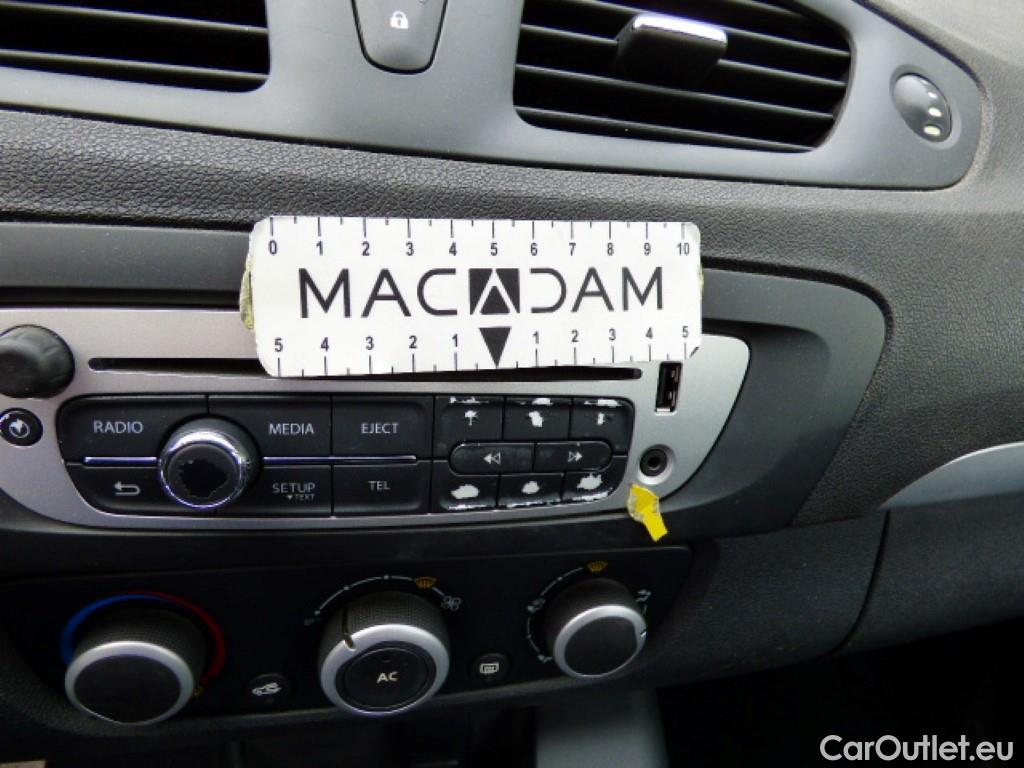 0 1 2 3 4 5 6 7 8 9 10
MACADAM
5 4 3 2 1 1 2 3 4 5
RADIO MEDIA EJECT
SETUP TEL
▾TEXT
AC
CarOutlet.eu